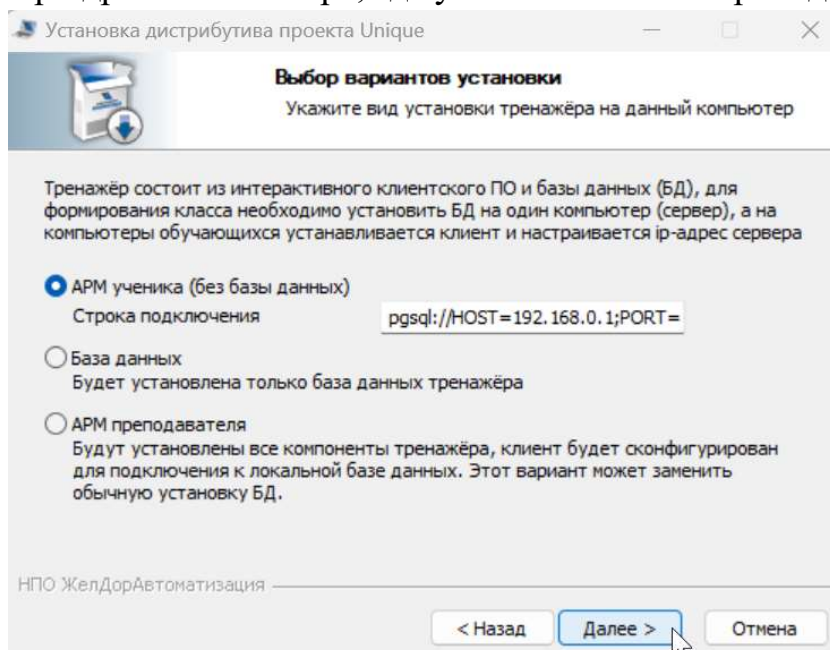 Установка дистрибутива проекта Unique
Выбор вариантов установки
Укажите вид установки тренажёра на данный компьютер
Тренажёр состоит из интерактивного клиентского ПО и базы данных (БД), для
формирования класса необходимо установить БД на один компьютер (сервер), а на
компьютеры обучающихся устанавливается клиент и настраивается ip-адрес сервера
АРМ ученика (без базы данных)
Строка подключения pgsql://HOST=192.168.0.1;PORT=
База данных
Будет установлена только база данных тренажёра
АРМ преподавателя
Будут установлены все компоненты тренажёра, клиент будет сконфигурирован
для подключения к локальной базе данных. Этот вариант может заменить
обычную установку БД.
НПО ЖелДорАвтоматизация
< Назад Далее > Отмена